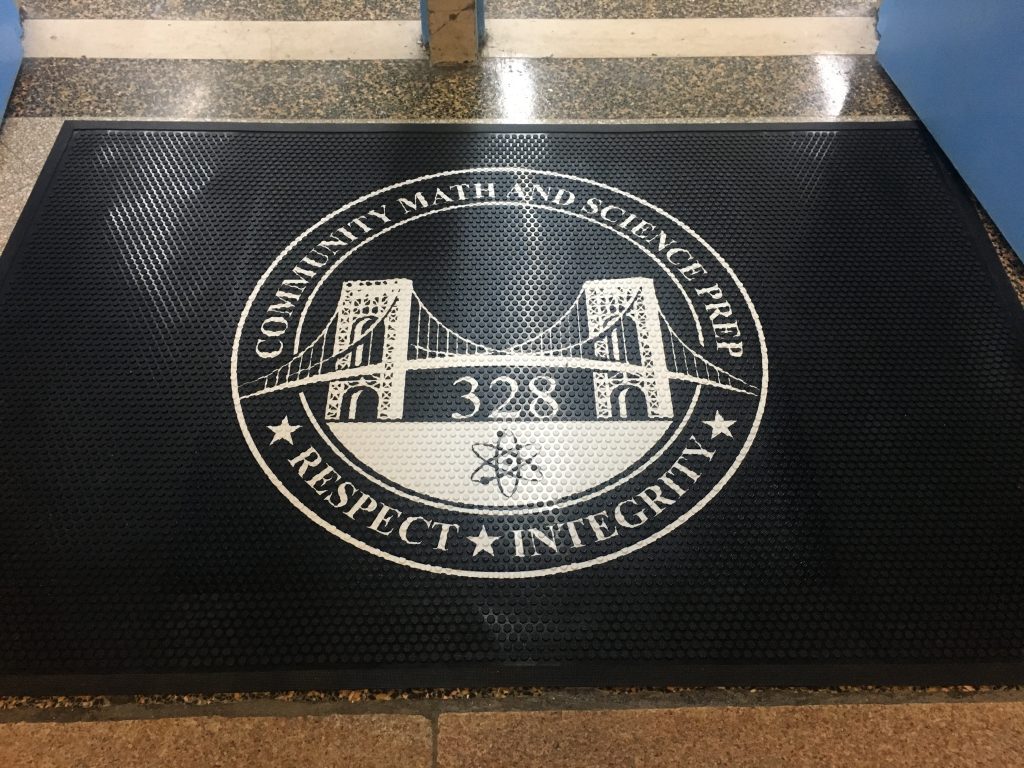 COMMUNITY MATH AND SCIENCE PREP
328
RESPECT ★ INTEGRITY